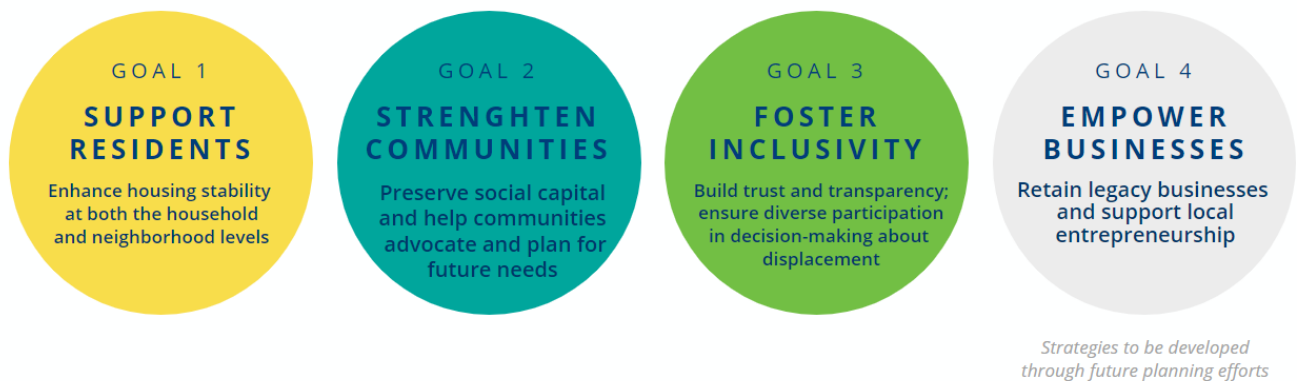 GOAL 1
SUPPORT
RESIDENTS
Enhance housing stability
at both the household
and neighborhood levels
GOAL 2
STRENGHTEN
COMMUNITIES
Preserve social capital
and help communities
advocate and plan for
future needs
GOAL 3
FOSTER
INCLUSIVITY
Build trust and transparency;
ensure diverse participation
in decision-making about
displacement
GOAL 4
EMPOWER
BUSINESSES
Retain legacy businesses
and support local
entrepreneurship
Strategies to be developed
through future planning efforts